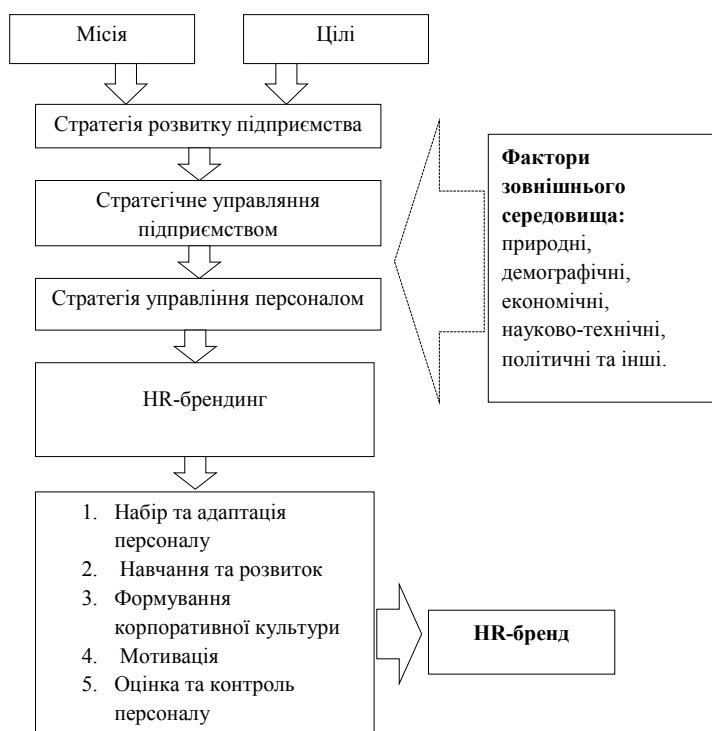 Місія
Цілі
Стратегія розвитку підприємства
Стратегічне управляння
підприємством
Стратегія управління персоналом
HR-брендинг
1. Набір та адаптація
персоналу
2. Навчання та розвиток
3. Формування
корпоративної культури
4. Мотивація
5. Оцінка та контроль
персоналу
Фактори
зовнішнього
середовища:
природні,
демографічні,
економічні,
науково-технічні,
політичні та інші.
HR-бренд